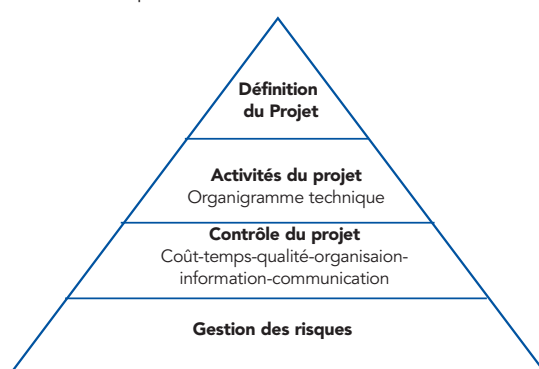 Définition
du Projet
Activités du projet
Organigramme technique
Contrôle du projet
Coût-temps-qualité-organisaion-
information-communication
Gestion des risques